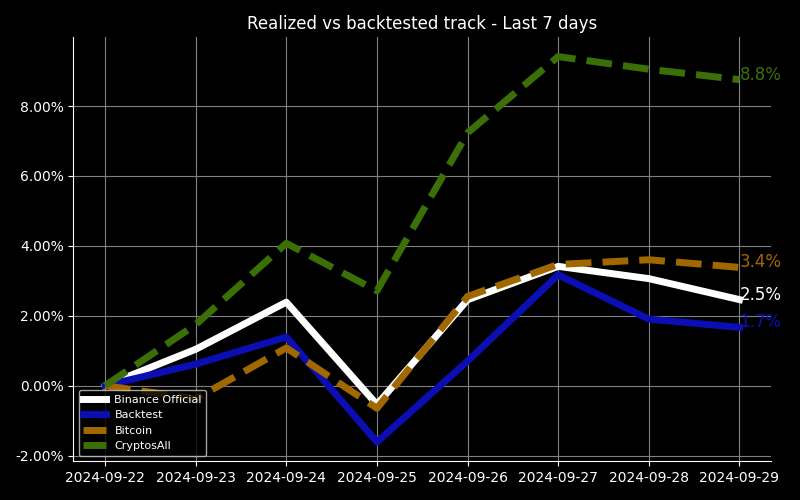 Realized vs backtested track - Last 7 days
8.00%
6.00%
4.00%
2.00%
0.00%
-2.00%
8.8%
3.4%
2.5%
1.7%
Binance Official
Backtest
Bitcoin
CryptosAll
2024-09-22 2024-09-23 2024-09-24 2024-09-25 2024-09-26 2024-09-27 2024-09-28 2024-09-29